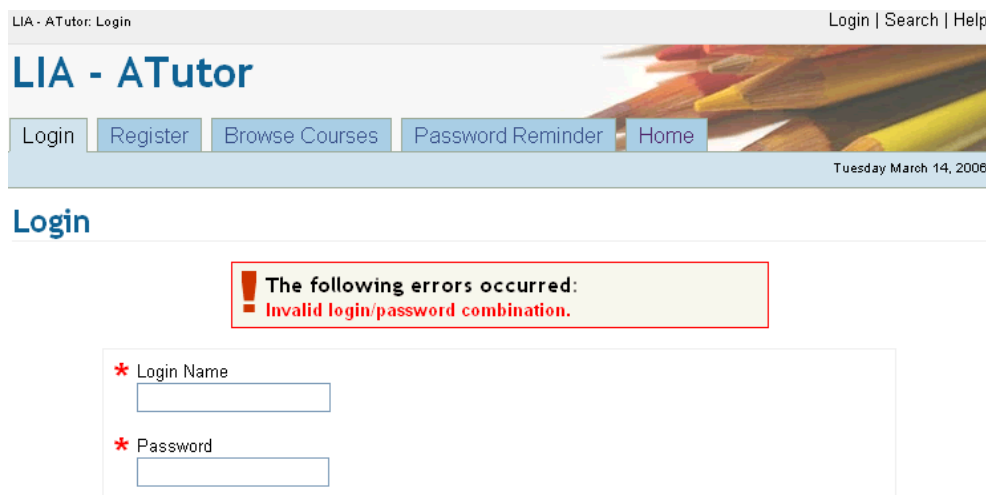 LIA - ATutor: Login
Login | Search | Help
LIA - ATutor
Login Register Browse Courses Password Reminder Home
Tuesday March 14, 2006
Login
The following errors occurred:
Invalid login/password combination.
* Login Name
* Password